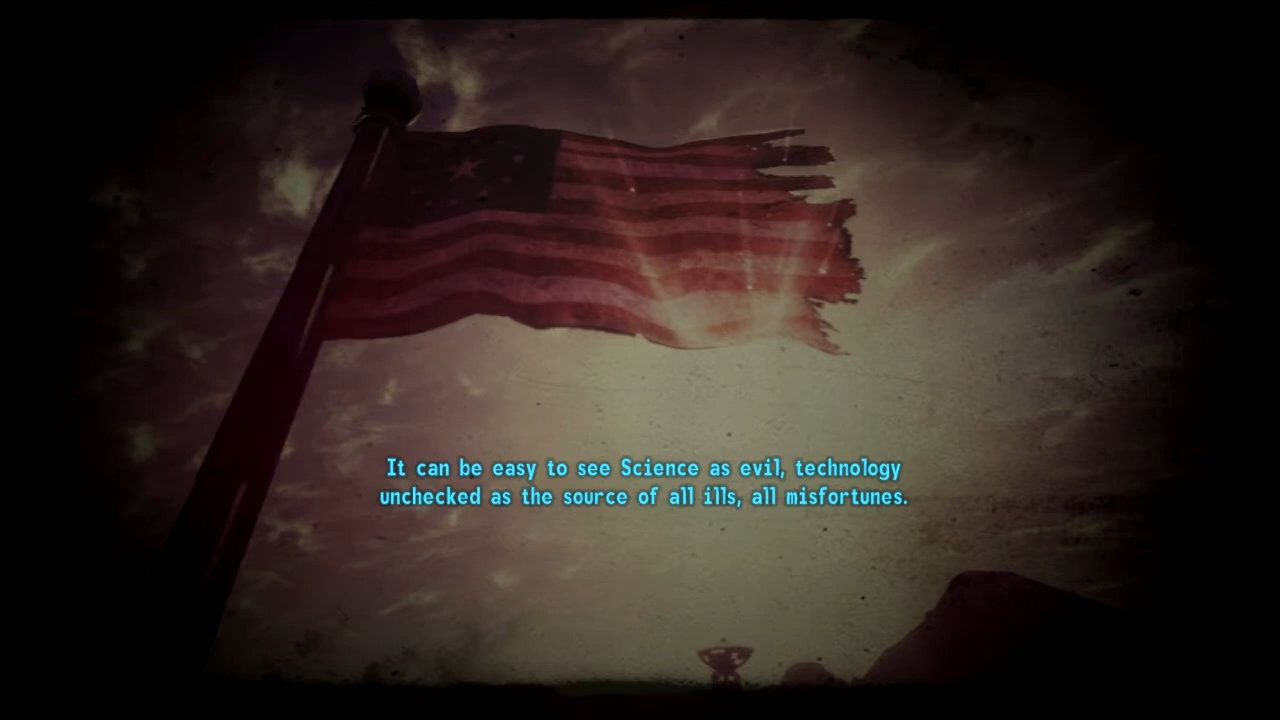 It can be easy to see Science as evil, technology
unchecked as the source of all ills, all misfortunes.